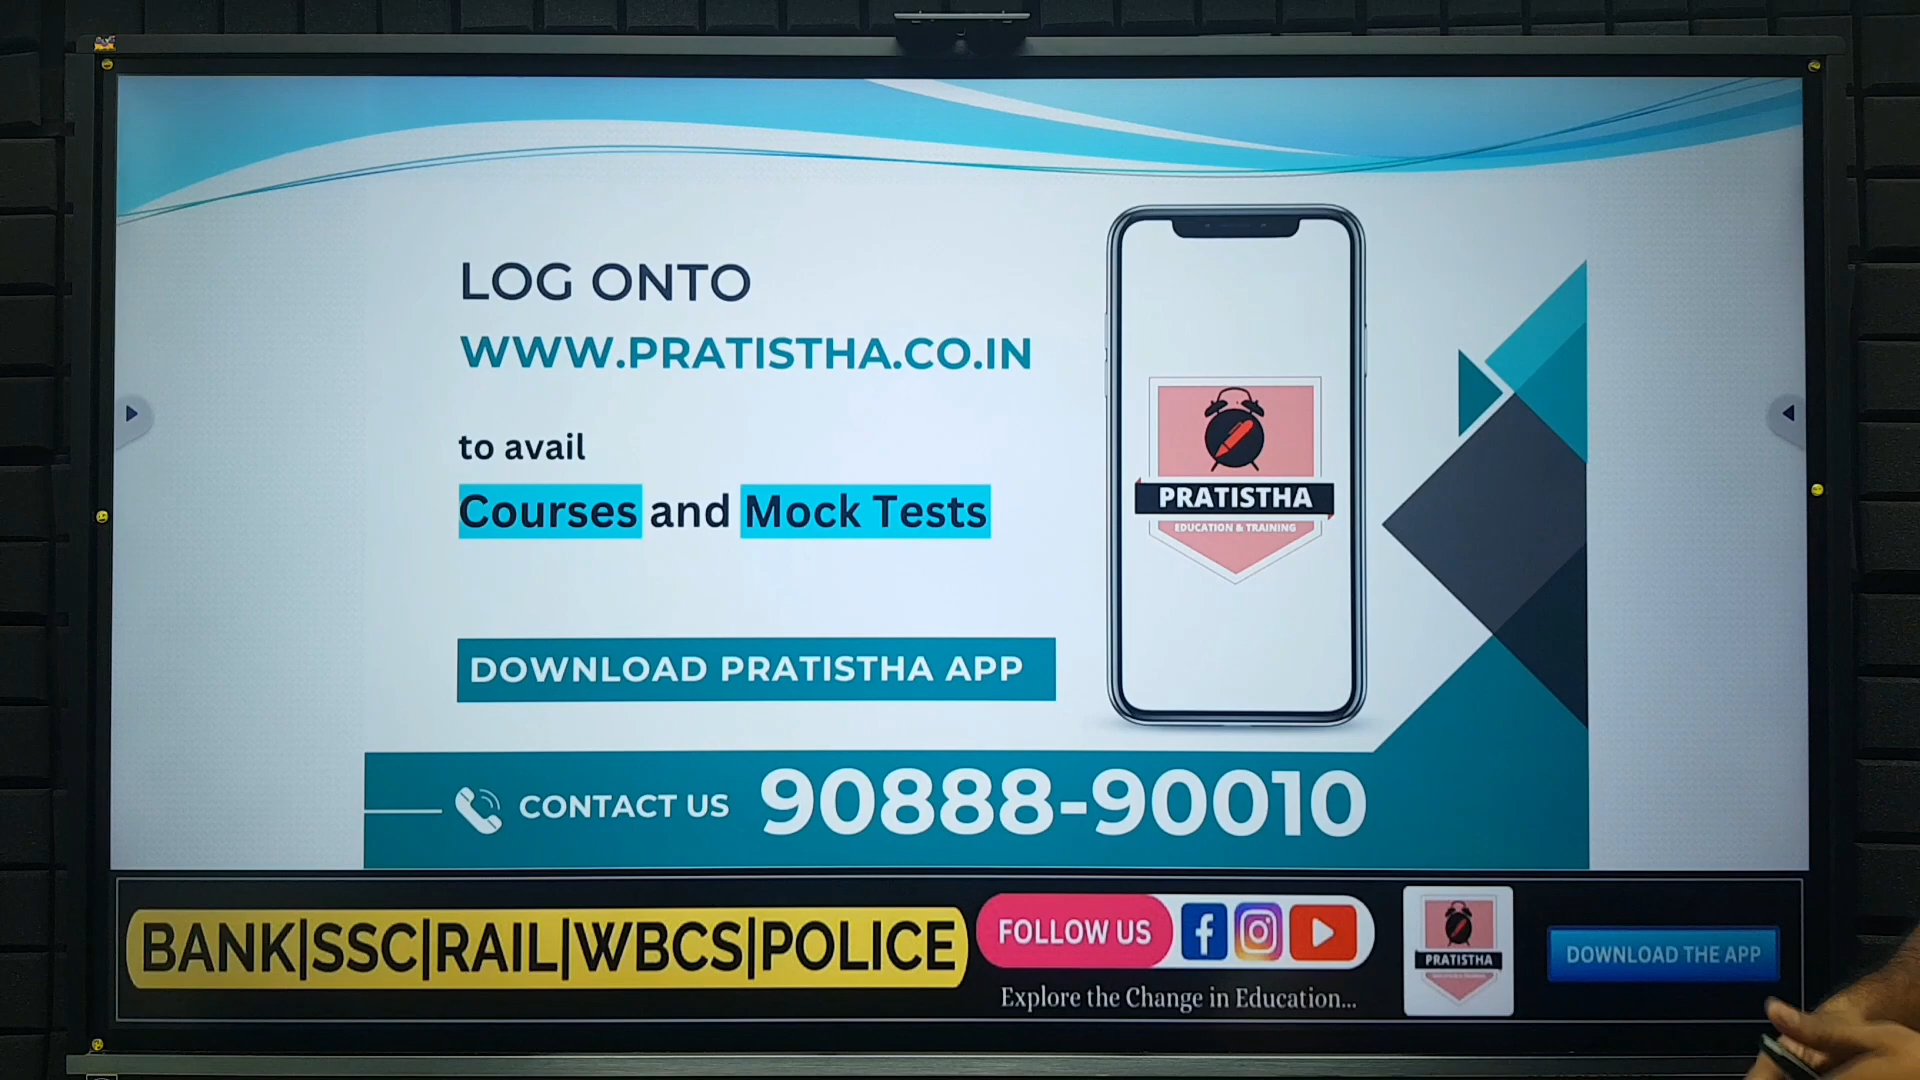 LOG ONTO
WWW.PRATISTHA.CO.IN
to avail
Courses and Mock Tests
DOWNLOAD PRATISTHA APP
PRATISTHA
EDUCATION & TRAINING
CONTACT US 90888-90010
BANK|SSC|RAIL|WBCS|POLICE
FOLLOW US
Explore the Change in Education...
PRATISTHA
DOWNLOAD THE APP